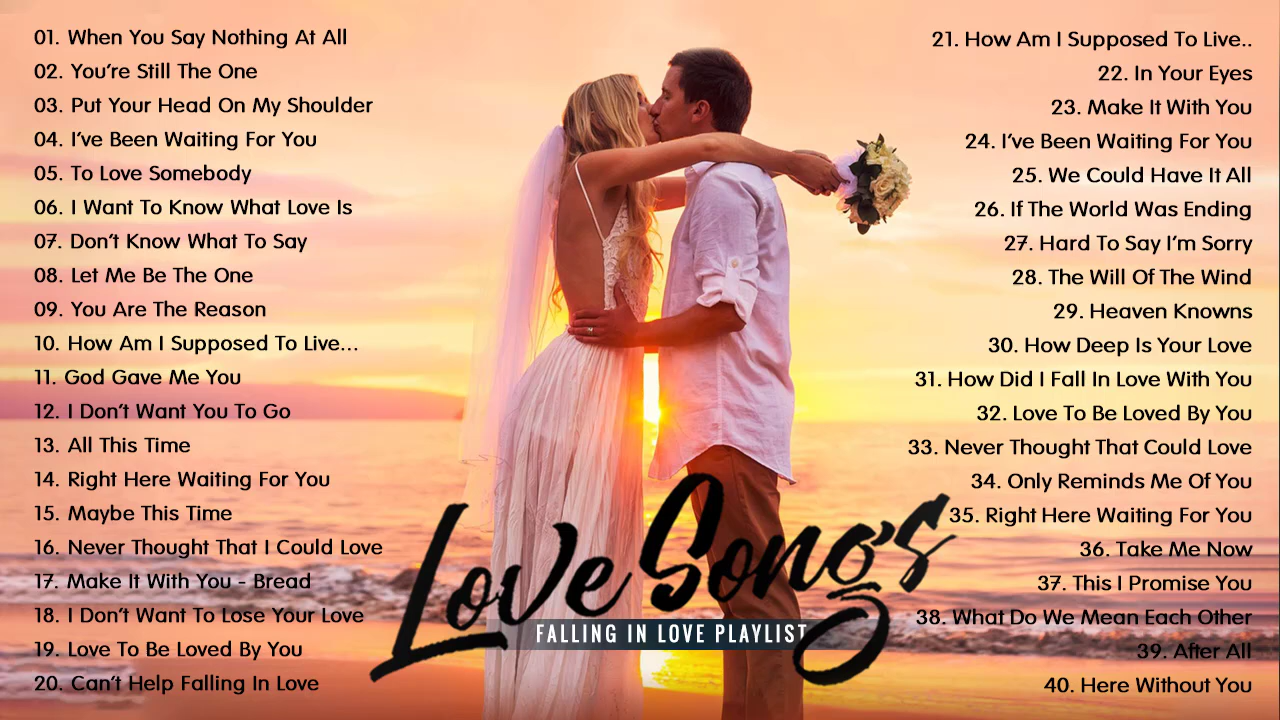 01. When You Say Nothing At All
02. You're Still The One
03. Put Your Head On My Shoulder
04. I've Been Waiting For You
05. To Love Somebody
06. I Want To Know What Love Is
07. Don't Know What To Say
08. Let Me Be The One
09. You Are The Reason
10. How Am I Supposed To Live...
11. God Gave Me You
12. I Don't Want You To Go
13. All This Time
14. Right Here Waiting For You
15. Maybe This Time
16. Never Thought That I Could Love
17. Make It With You - Bread
18. I Don't Want To Lose Your Love
19. Love To Be Loved By You
20. Can't Help Falling In Love
21. How Am I Supposed To Live..
22. In Your Eyes
23. Make It With You
24. I've Been Waiting For You
25. We Could Have It All
26. If The World Was Ending
27. Hard To Say I'm Sorry
28. The Will Of The Wind
29. Heaven Knowns
30. How Deep Is Your Love
31. How Did I Fall In Love With You
32. Love To Be Loved By You
33. Never Thought That Could Love
34. Only Reminds Me Of You
35. Right Here Waiting For You
36. Take Me Now
37. This I Promise You
38. What Do We Mean Each Other
39. After All
40. Here Without You
Love Songs
FALLING IN LOVE PLAYLIST